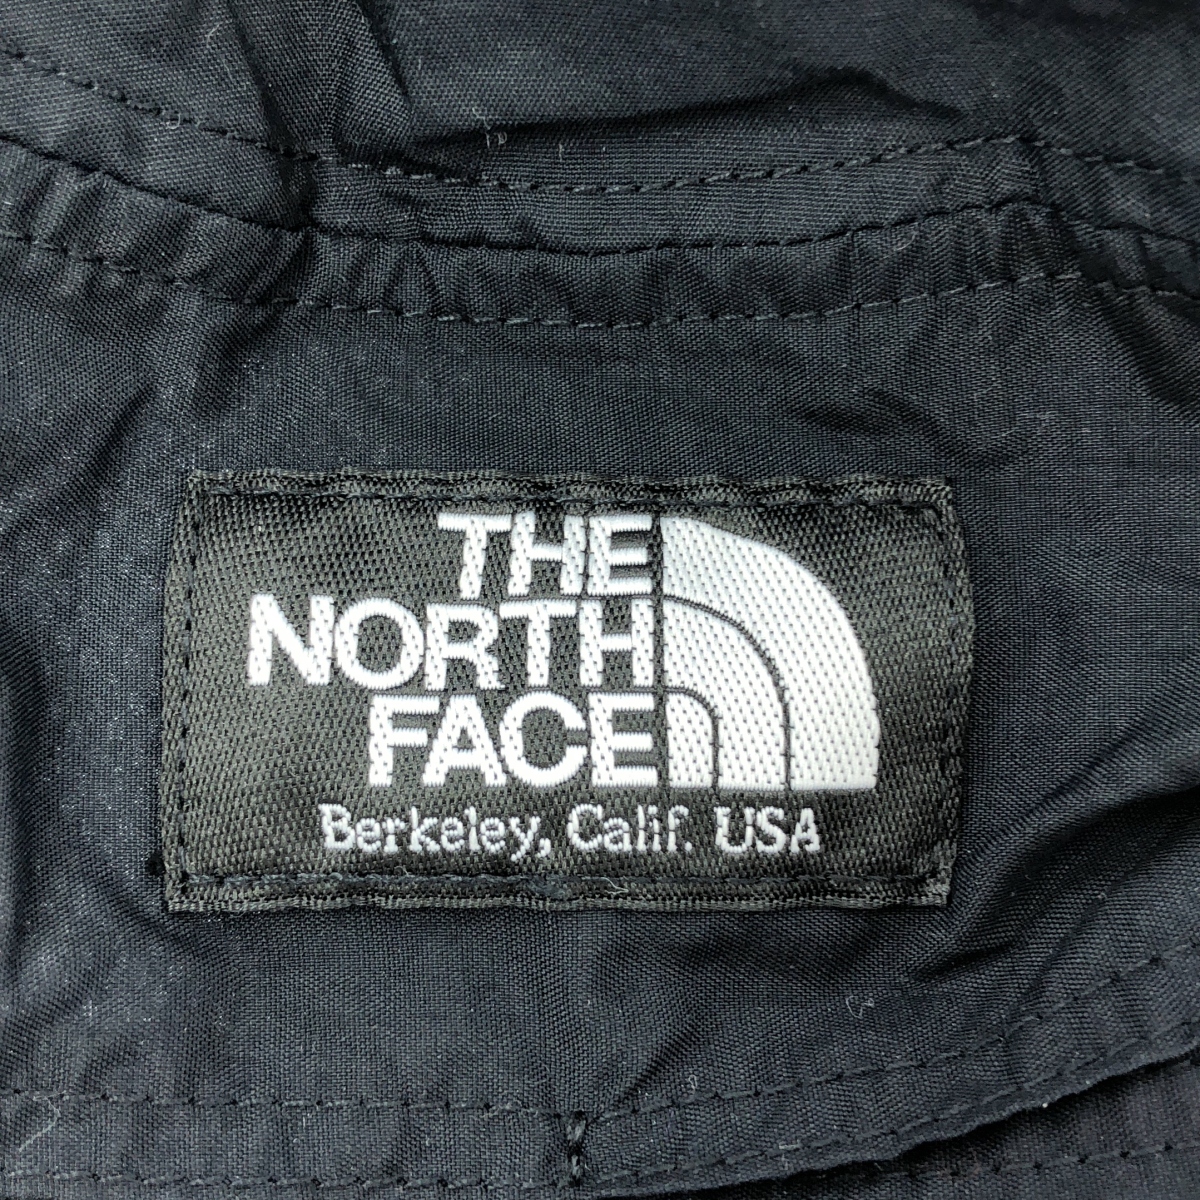 THE
NORTH
FACE
Berkeley, Calif. USA